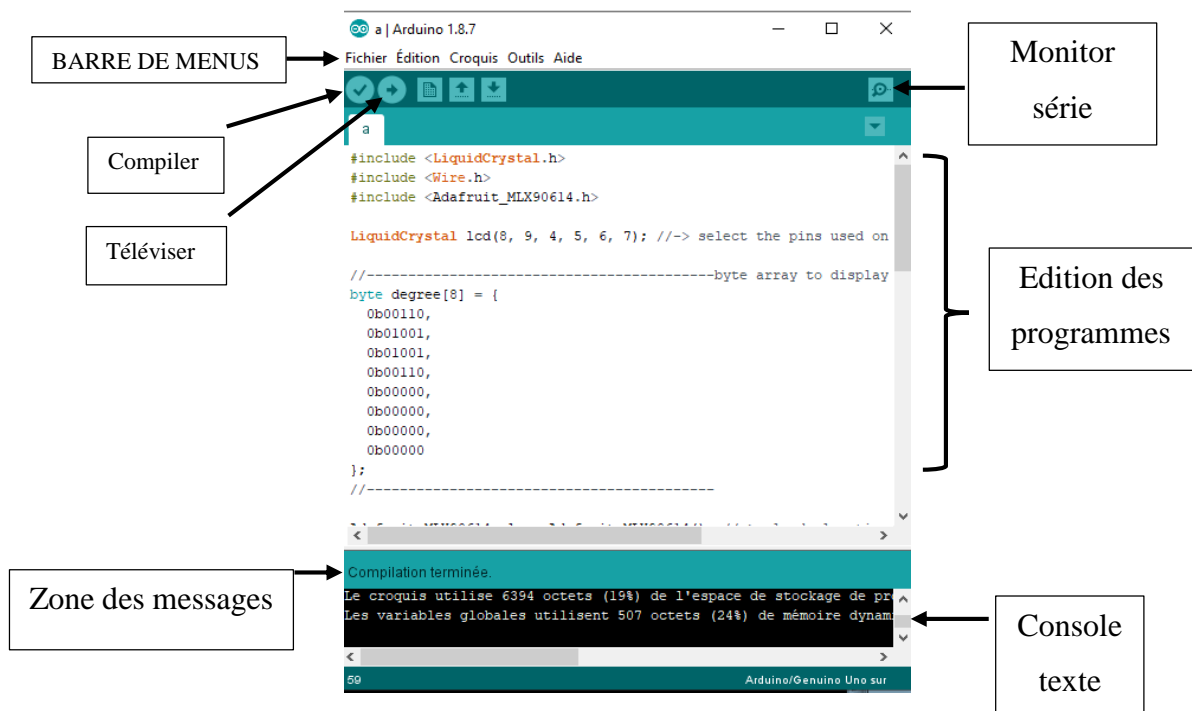 a | Arduino 1.8.7
BARRE DE MENUS
Fichier Édition Croquis Outils Aide
Monitor
série
Compiler
Téléviser
a
#include <LiquidCrystal.h>
#include <Wire.h>
#include <Adafruit_MLX90614.h>
LiquidCrystal lcd(8, 9, 4, 5, 6, 7); //-> select the pins used on
//------------------------------------------byte array to display
byte degree[8] = {
0b00110,
0b01001,
0b01001,
0b00110,
0b00000,
0b00000,
0b00000,
0b00000
};
//------------------------------------------
Edition des
programmes
Zone des messages
Compilation terminée.
Le croquis utilise 6394 octets (19%) de l'espace de stockage de
Les variables globales utilisent 507 octets (24%) de mémoire
Console
texte
59
Arduino/Genuino Uno sur